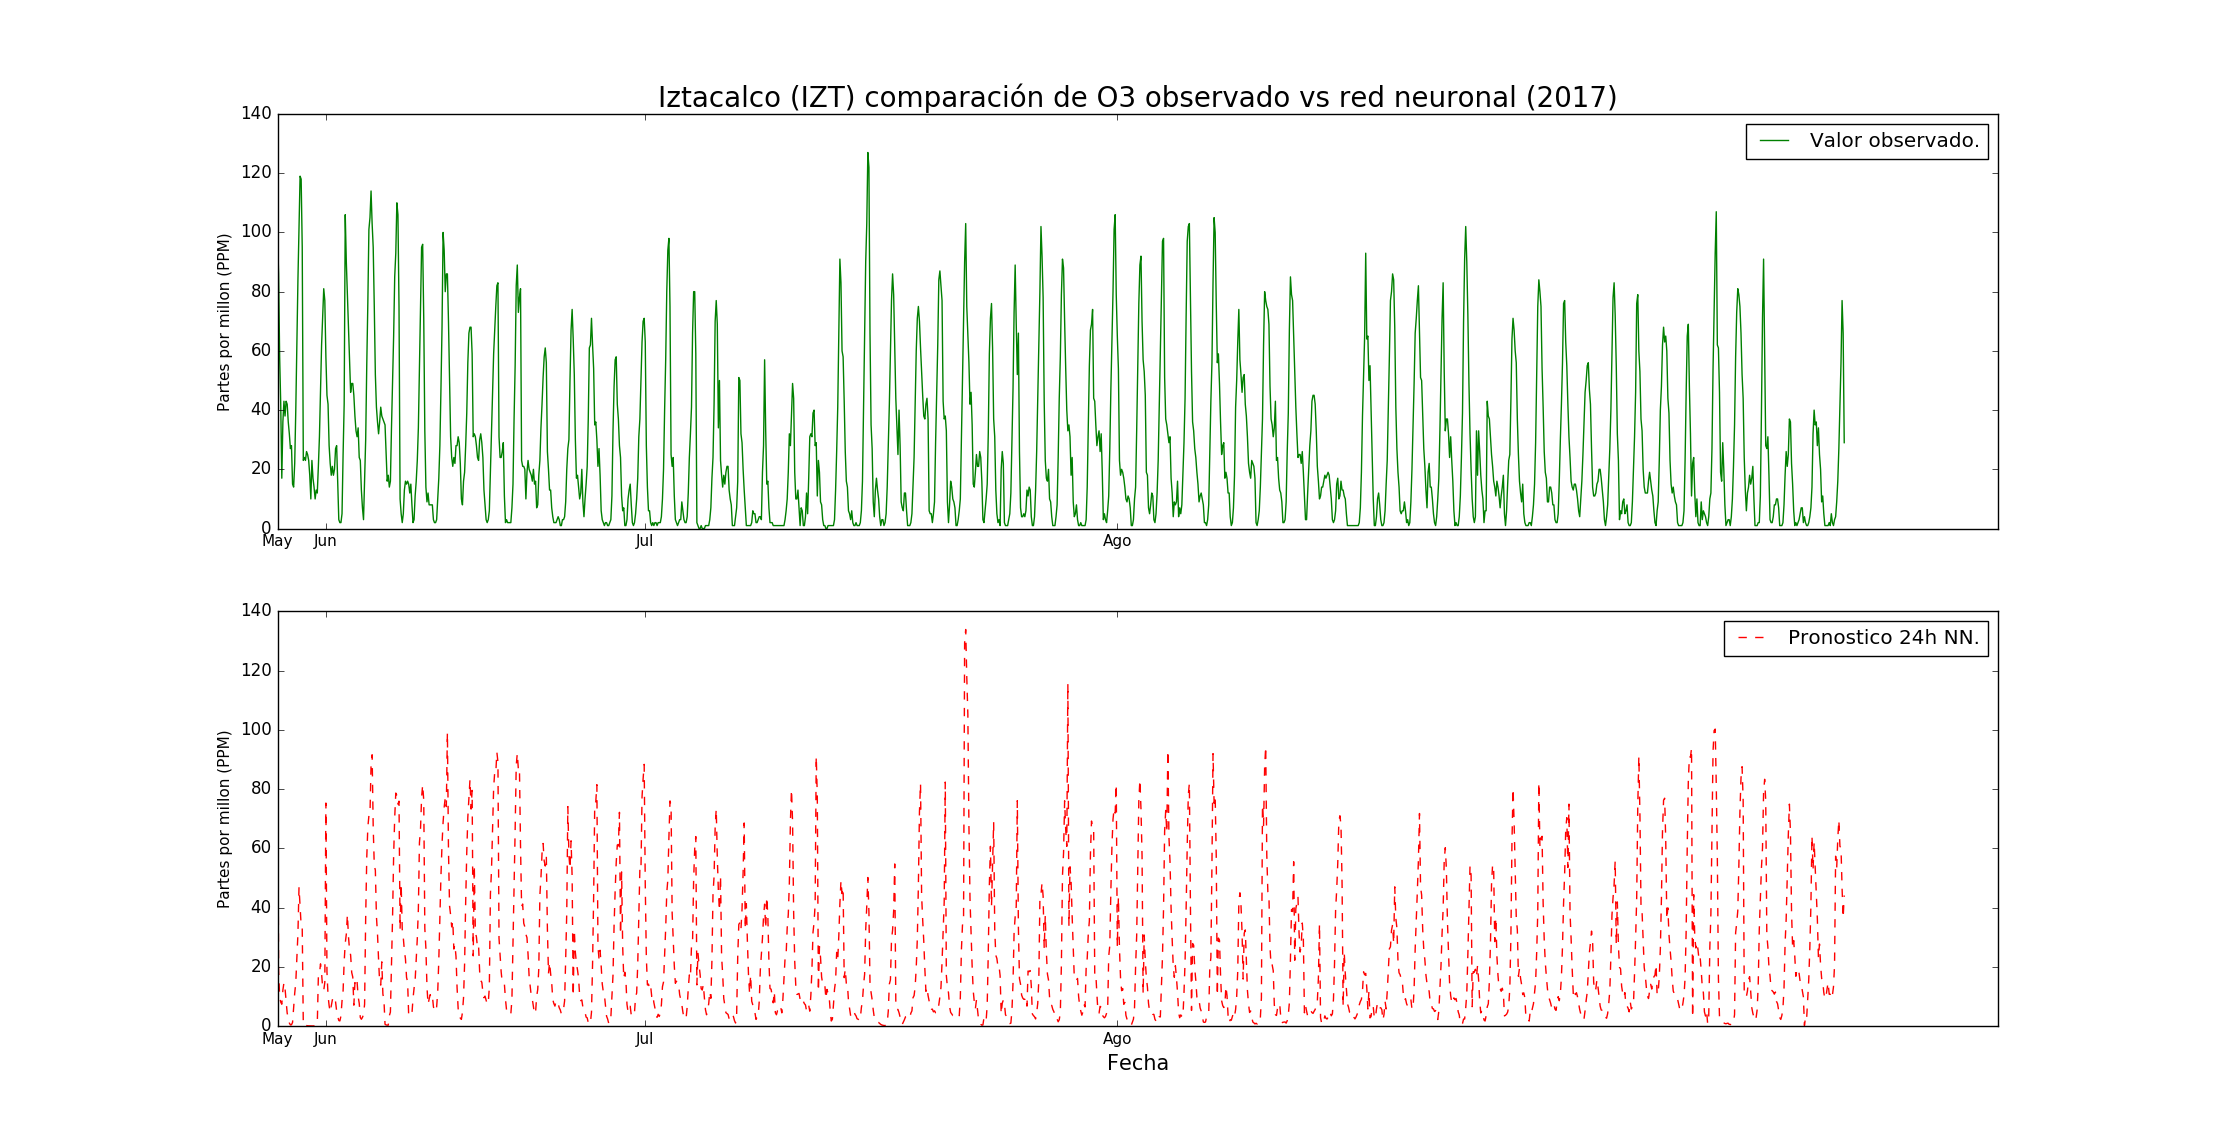 Iztacalco (IZT) comparación de O3 observado vs red neuronal (2017)
140
120
100
80
60
40
20
0
Partes por millon (PPM)
Valor observado.
May Jun Jul Ago
140
120
100
80
60
40
20
0
Partes por millon (PPM)
Pronostico 24h NN.
May Jun Jul Ago
Fecha